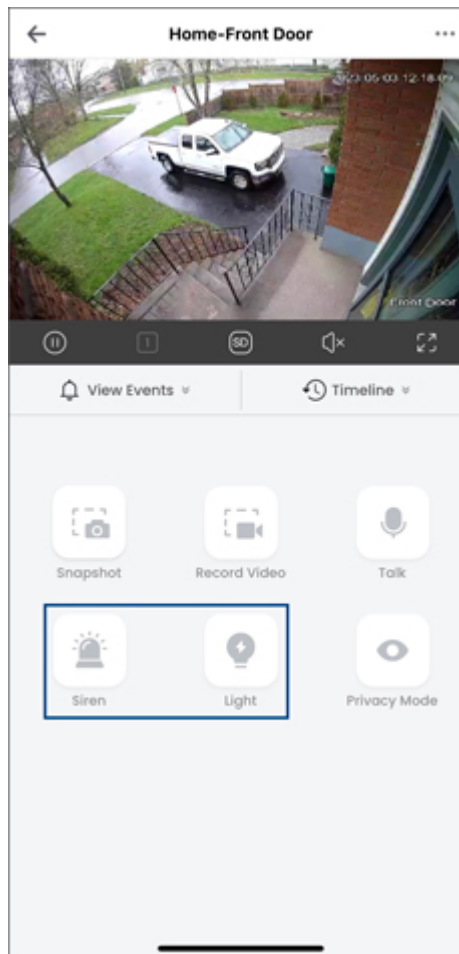 Home-Front Door
2023-05-03 12:18:09
Front Door
1
SD
View Events
Timeline
Snapshot
Record Video
Talk
Siren
Light
Privacy Mode